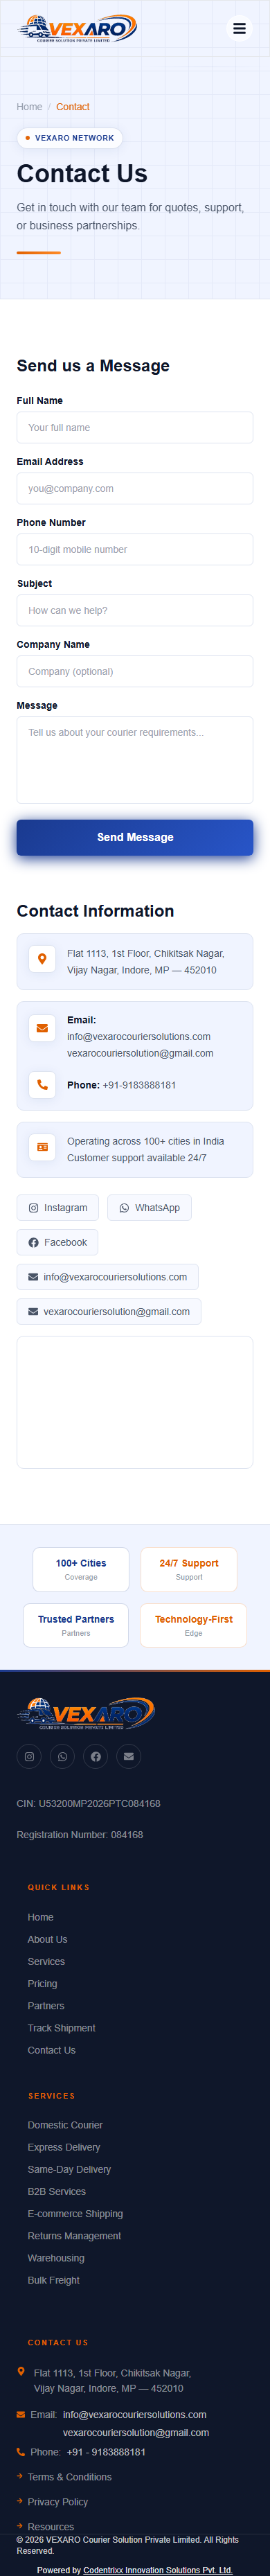 VEXARO
COURIER SOLUTION PRIVATE LIMITED
Home / Contact
VEXARO NETWORK
Contact Us
Get in touch with our team for quotes, support,
or business partnerships.
Send us a Message
Full Name
Your full name
Email Address
you@company.com
Phone Number
10-digit mobile number
Subject
How can we help?
Company Name
Company (optional)
Message
Tell us about your courier requirements...
Send Message
Contact Information
Flat 1113, 1st Floor, Chikitsak Nagar,
Vijay Nagar, Indore, MP — 452010
Email:
info@vexarocouriersolutions.com
vexarocouriersolution@gmail.com
Phone: +91-9183888181
Operating across 100+ cities in India
Customer support available 24/7
Instagram
WhatsApp
Facebook
info@vexarocouriersolutions.com
vexarocouriersolution@gmail.com
100+ Cities
Coverage
24/7 Support
Support
Trusted Partners
Partners
Technology-First
Edge
VEXARO
COURIER SOLUTION PRIVATE LIMITED
CIN: U53200MP2026PTC084168
Registration Number: 084168
QUICK LINKS
Home
About Us
Services
Pricing
Partners
Track Shipment
Contact Us
SERVICES
Domestic Courier
Express Delivery
Same-Day Delivery
B2B Services
E-commerce Shipping
Returns Management
Warehousing
Bulk Freight
CONTACT US
Flat 1113, 1st Floor, Chikitsak Nagar,
Vijay Nagar, Indore, MP — 452010
Email: info@vexarocouriersolutions.com
vexarocouriersolution@gmail.com
Phone: +91 - 9183888181
Terms & Conditions
Privacy Policy
Resources
© 2026 VEXARO Courier Solution Private Limited. All Rights
Reserved.
Powered by Codentrixx Innovation Solutions Pvt. Ltd.